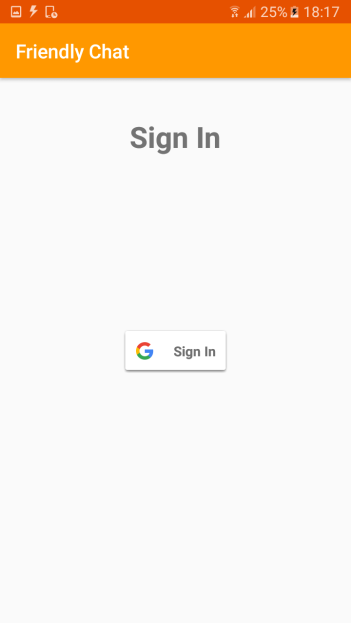 25% 18:17
Friendly Chat
Sign In
Sign In